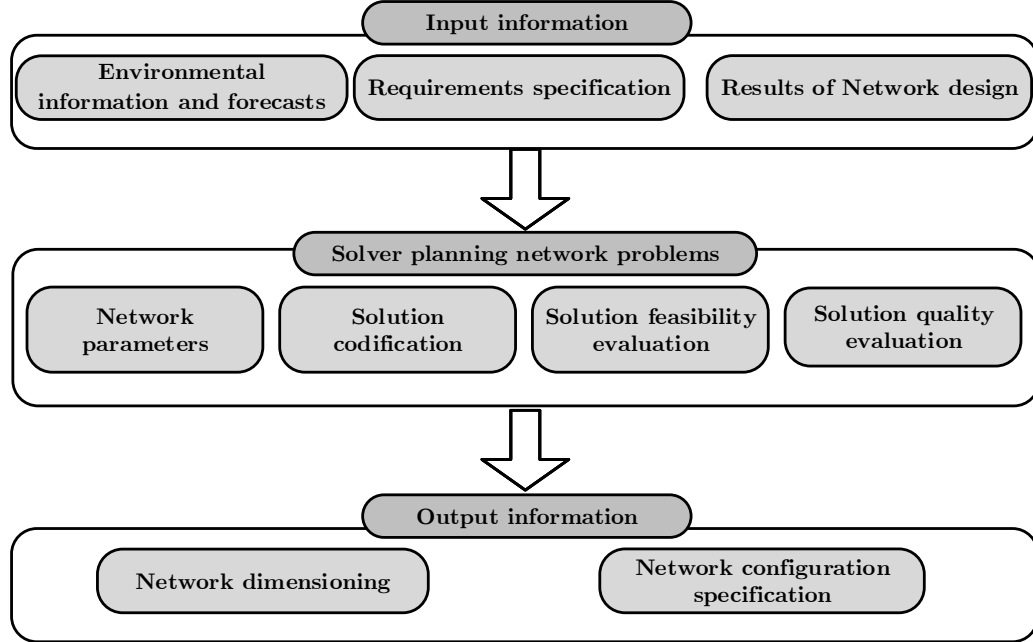 Input information
Environmental
information and forecasts
Requirements specification
Results of Network design
Solver planning network problems
Network
parameters
Solution
codification
Solution feasibility
evaluation
Solution quality
evaluation
Output information
Network dimensioning
Network configuration
specification